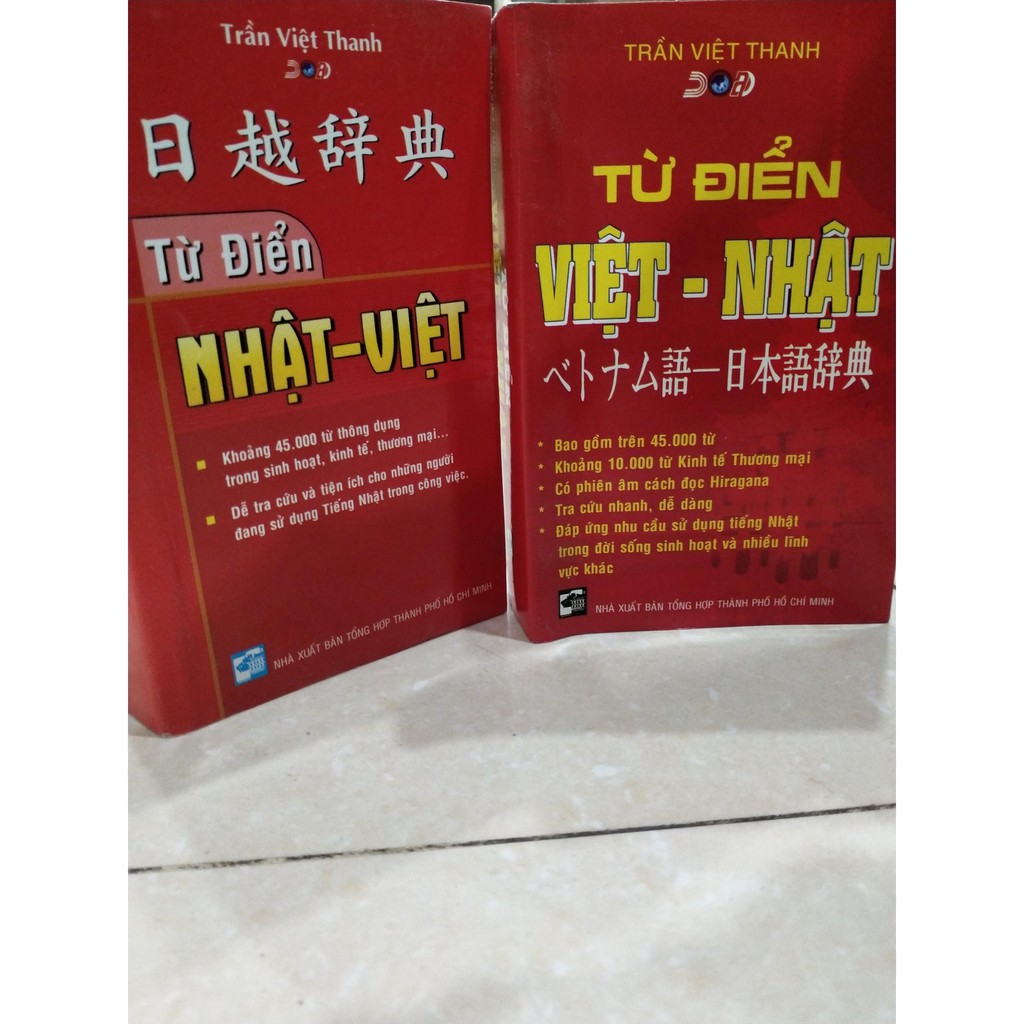 Trần Việt Thanh
日越辞典
Từ Điển
NHẬT-VIỆT
Khoảng 45.000 từ thông dụng
trong sinh hoạt, kinh tế, thương mại...
Dễ tra cứu và tiện ích cho những người
đang sử dụng Tiếng Nhật trong công việc.
NHÀ XUẤT BẢN TỔNG HỢP THÀNH PHỐ HỒ CHÍ MINH
TRẦN VIỆT THANH
TỪ ĐIỂN
VIỆT - NHẬT
ベトナム語－日本語辞典
* Bao gồm trên 45.000 từ
* Khoảng 10.000 từ Kinh tế Thương mại
* Có phiên âm cách đọc Hiragana
* Tra cứu nhanh, dễ dàng
* Đáp ứng nhu cầu sử dụng tiếng Nhật
trong đời sống sinh hoạt và nhiều lĩnh
vực khác
NHÀ XUẤT BẢN TỔNG HỢP THÀNH PHỐ HỒ CHÍ MINH